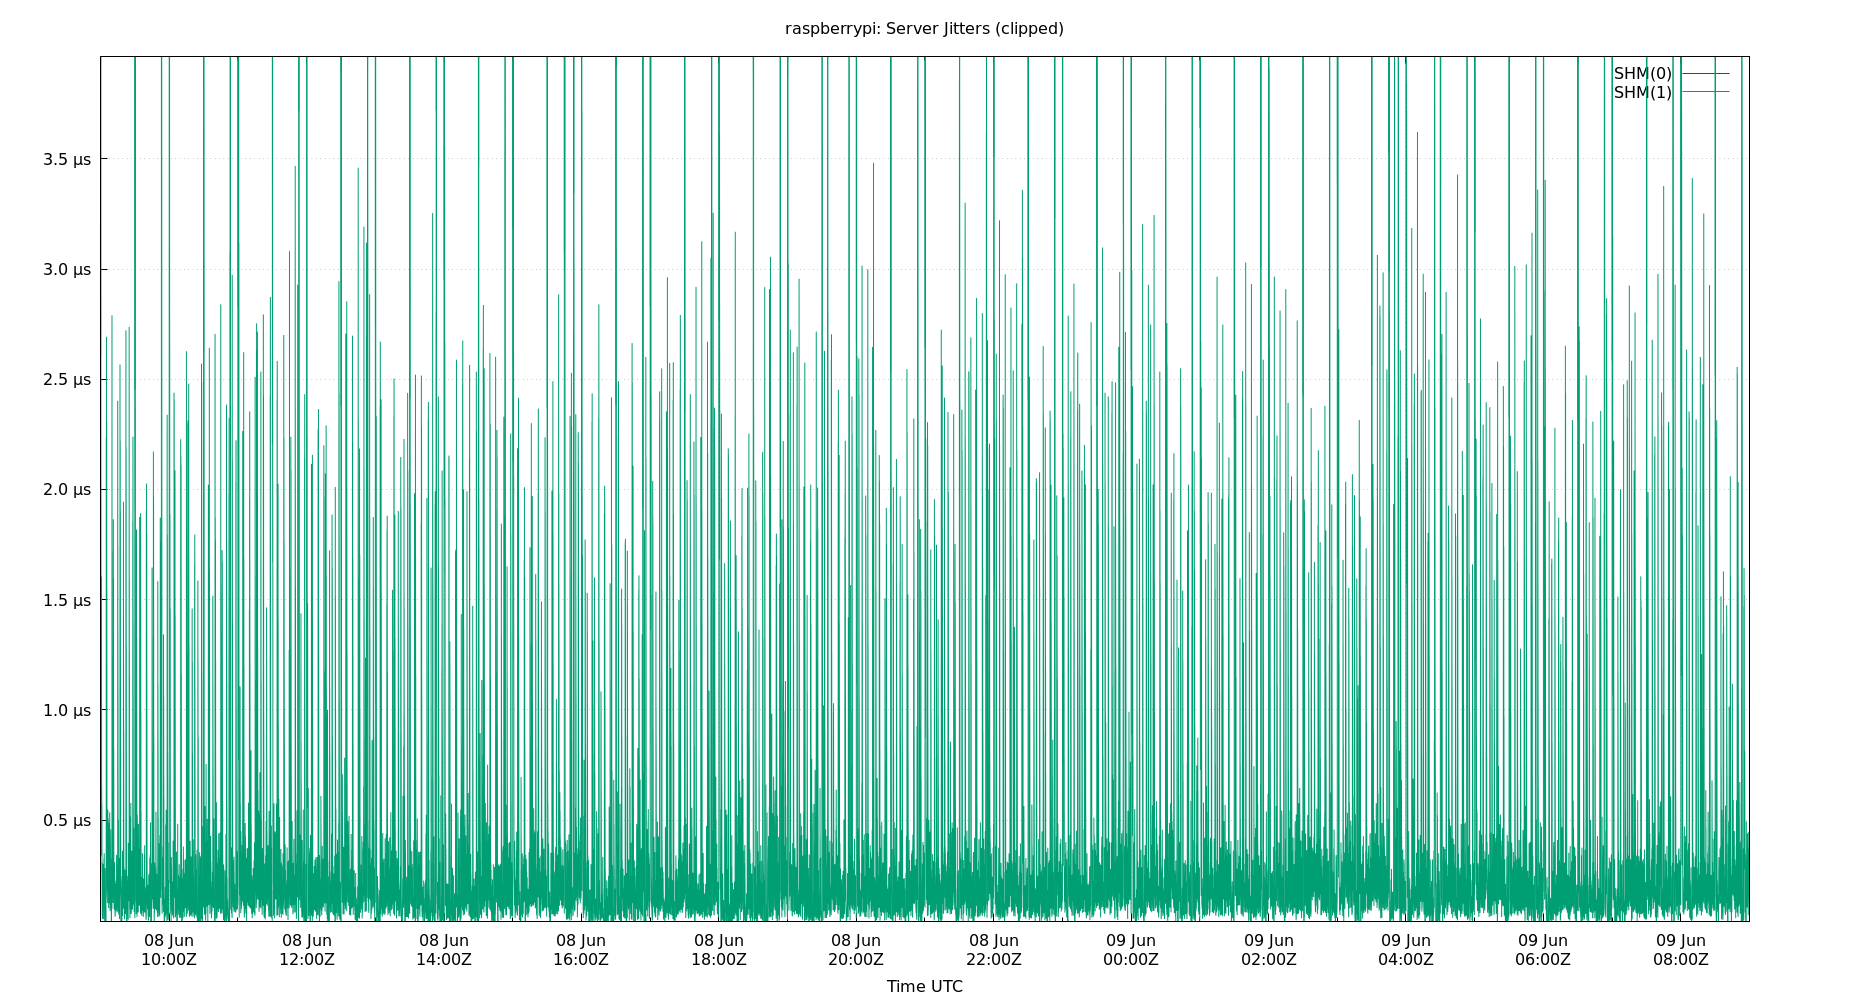 raspberrypi: Server Jitters (clipped)
SHM(0)
SHM(1)
3.5 µs
3.0 µs
2.5 µs
2.0 µs
1.5 µs
1.0 µs
0.5 µs
08 Jun 08 Jun 08 Jun 08 Jun 08 Jun 08 Jun 08 Jun 09 Jun 09 Jun 09 Jun 09 Jun 09 Jun
10:00Z 12:00Z 14:00Z 16:00Z 18:00Z 20:00Z 22:00Z 00:00Z 02:00Z 04:00Z 06:00Z 08:00Z
Time UTC